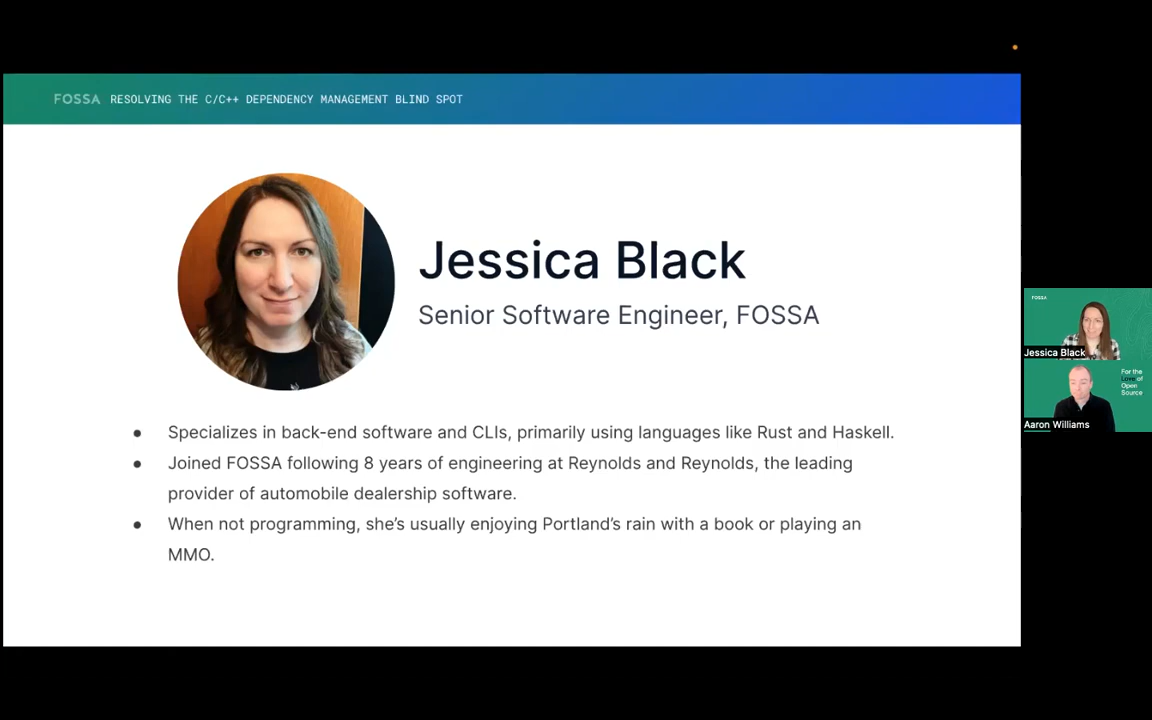 FOSSA RESOLVING THE C/C++ DEPENDENCY MANAGEMENT BLIND SPOT
Jessica Black
Senior Software Engineer, FOSSA
● Specializes in back-end software and CLIs, primarily using languages like Rust and Haskell.
● Joined FOSSA following 8 years of engineering at Reynolds and Reynolds, the leading
provider of automobile dealership software.
● When not programming, she’s usually enjoying Portland’s rain with a book or playing an
MMO.
FOSSA
Jessica Black
For the
Love of
Open
Source
Aaron Williams